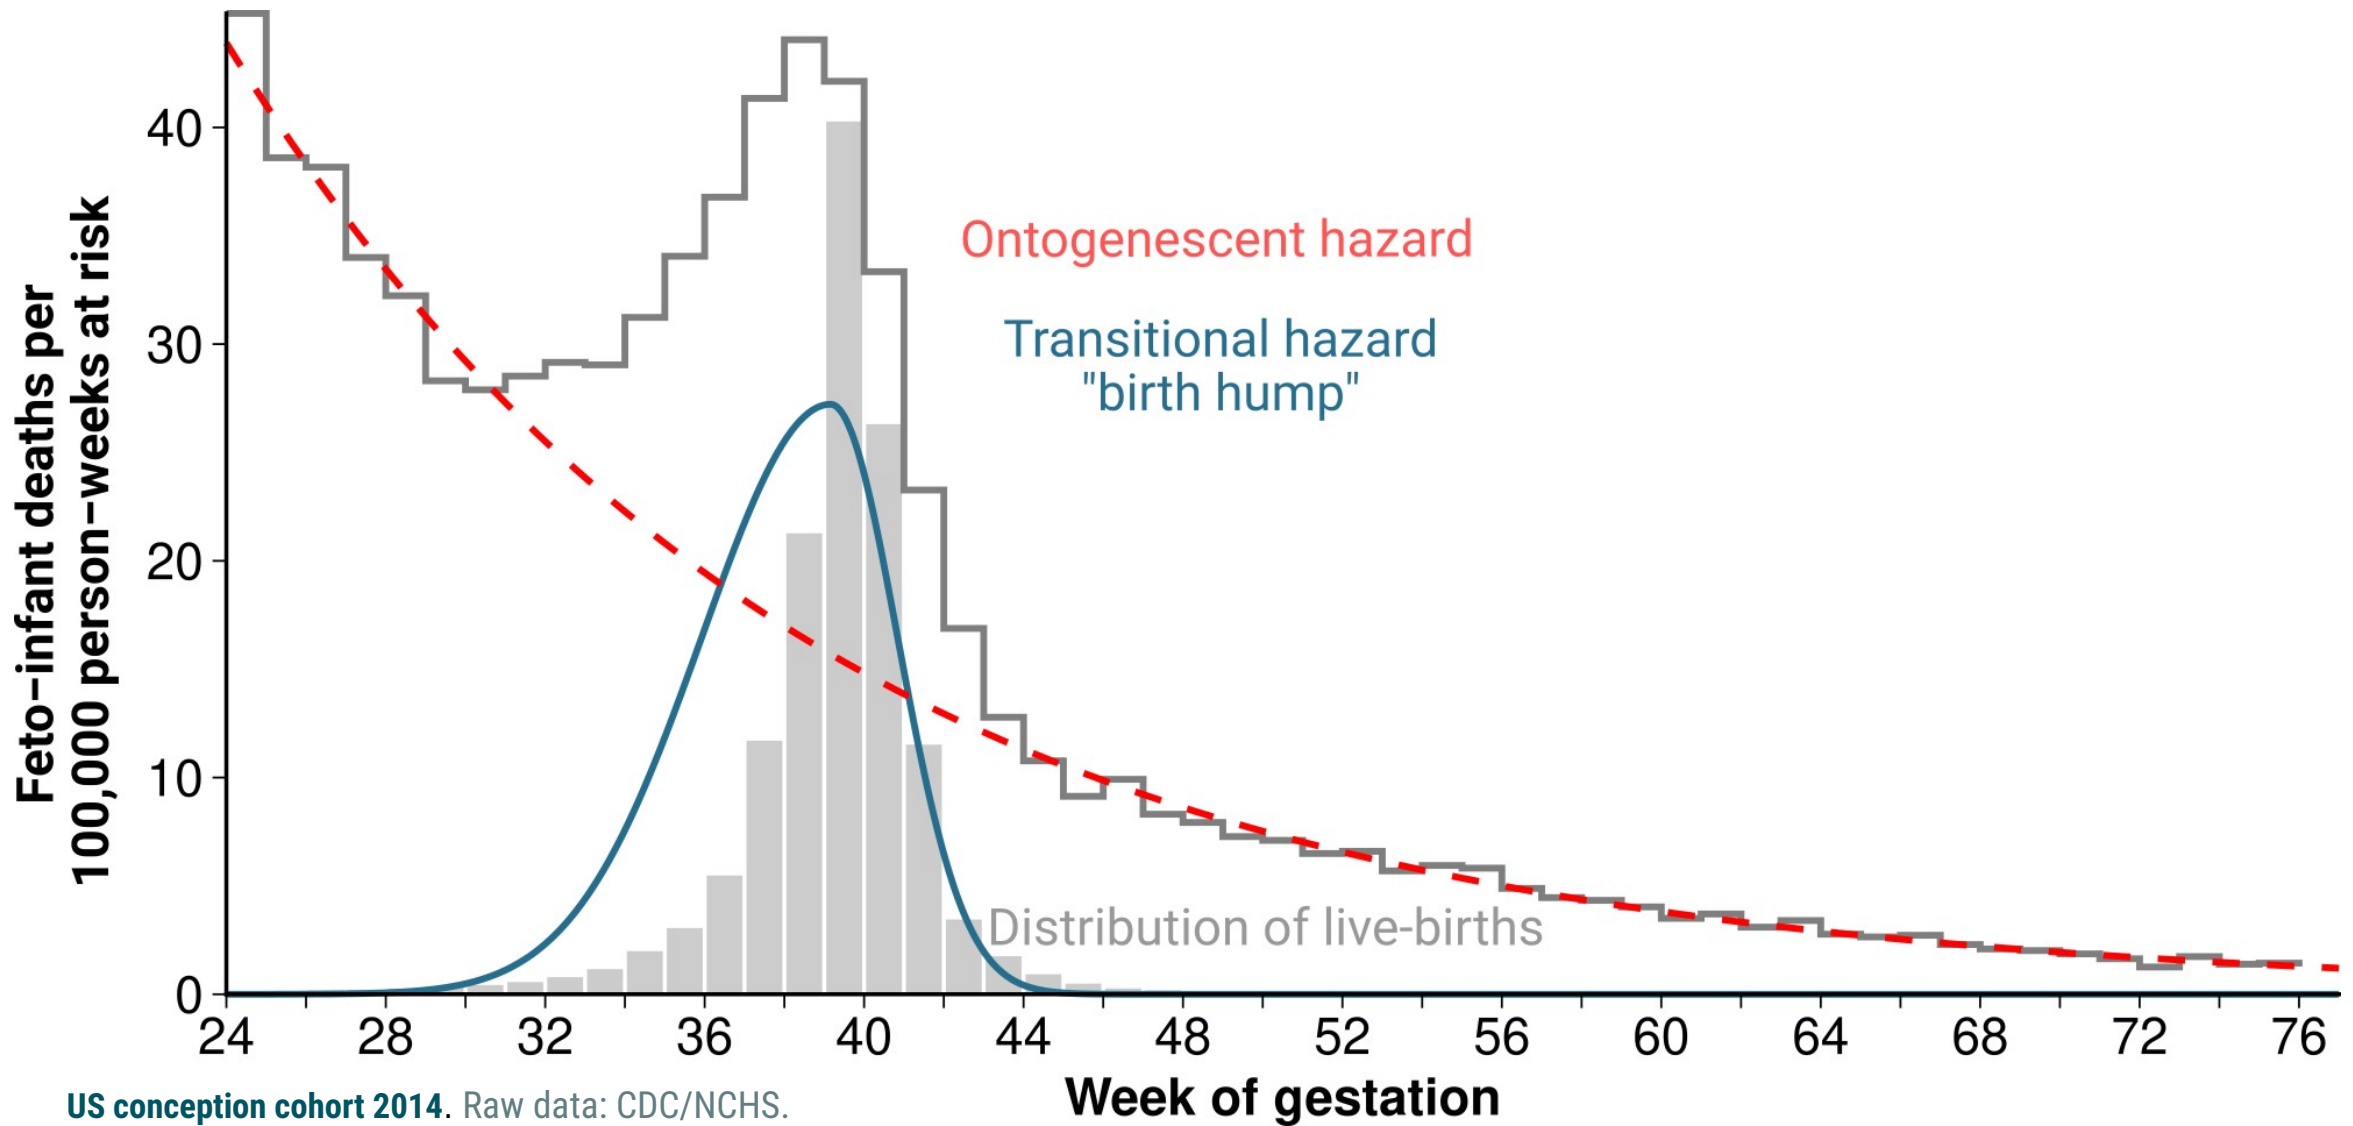 Feto−infant deaths per
100,000 person−weeks at risk
40
30
20
10
0
Ontogenescent hazard
Transitional hazard
"birth hump"
Distribution of live-births
24 28 32 36 40 44 48 52 56 60 64 68 72 76
Week of gestation
US conception cohort 2014. Raw data: CDC/NCHS.